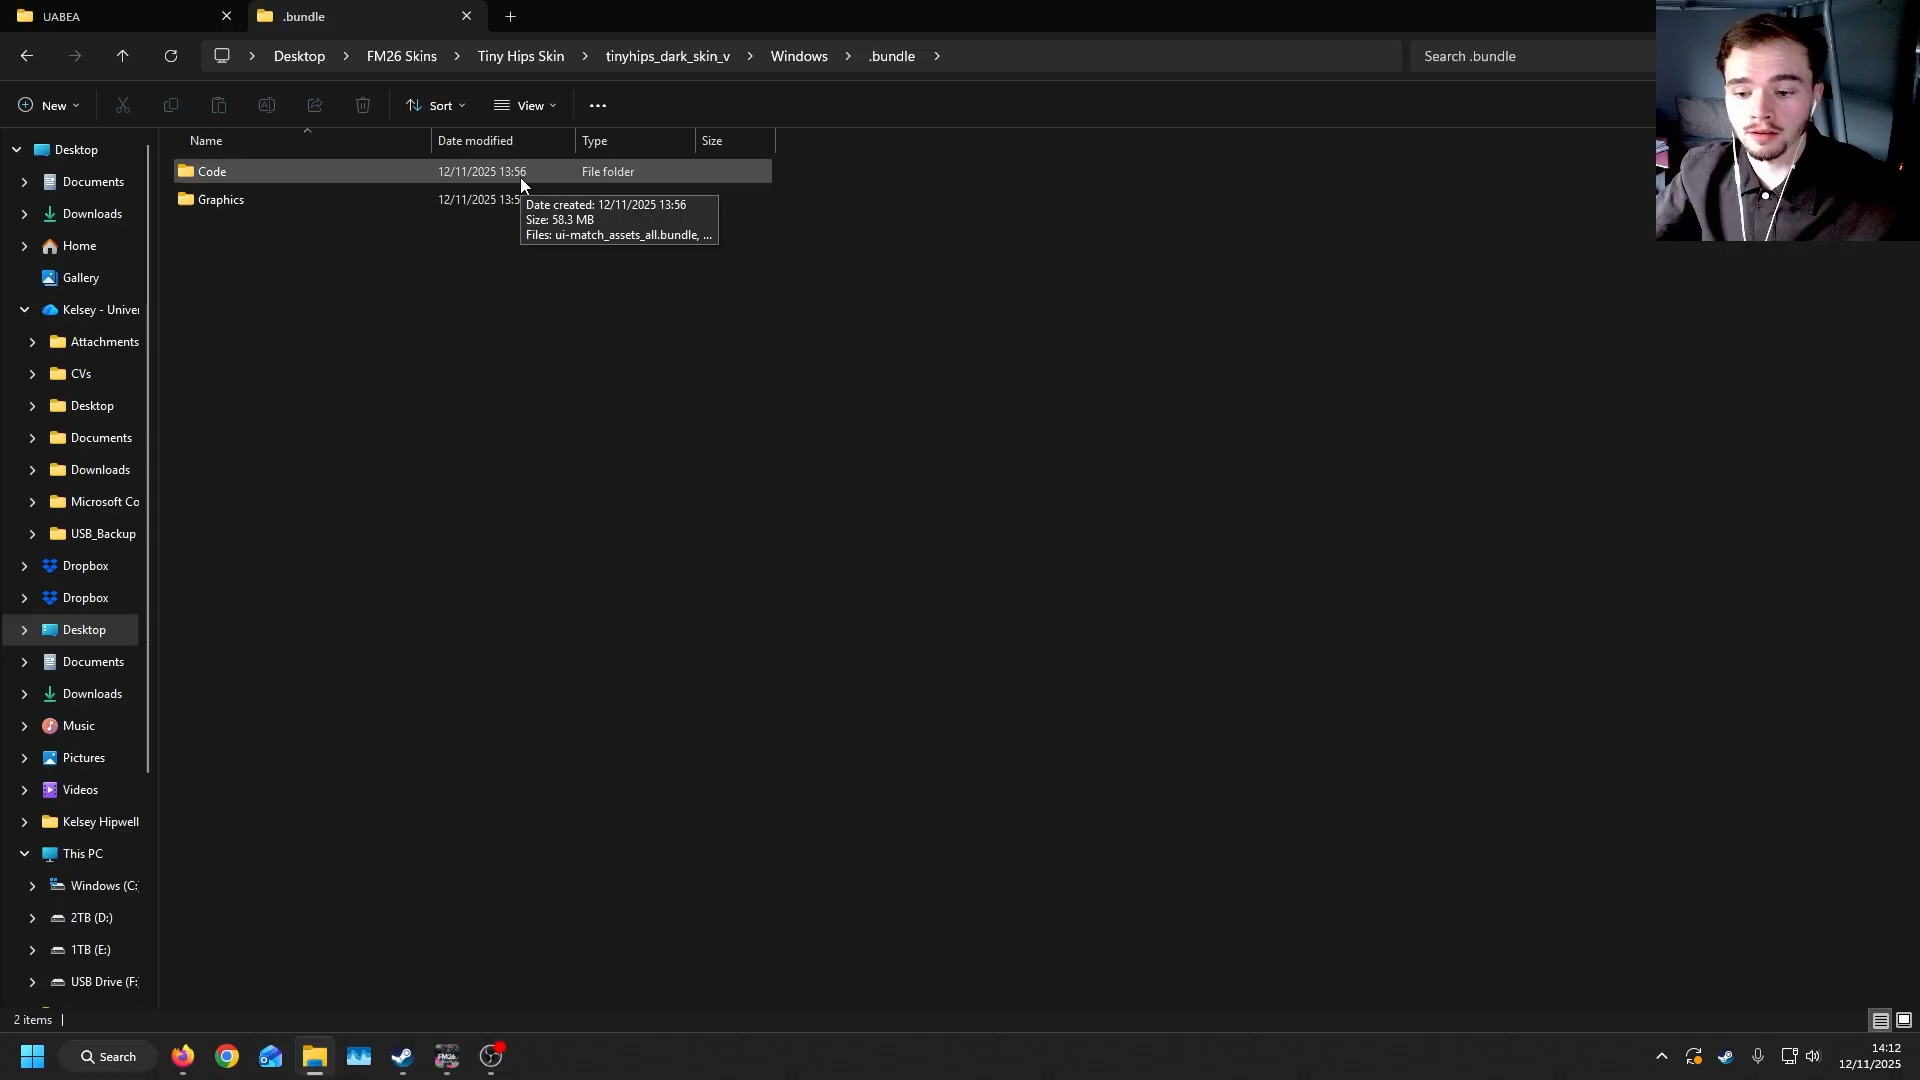 UABEA
.bundle
Desktop
FM26 Skins
Tiny Hips Skin
tinyhips_dark_skin_v
Windows
.bundle
Search .bundle
New
Sort
View
Name
Date modified
Type
Size
Code
12/11/2025 13:56
File folder
Graphics
12/11/2025 13:5
Date created: 12/11/2025 13:56
Size: 58.3 MB
Files: ui-match_assets_all.bundle, ...
Desktop
Documents
Downloads
Home
Gallery
Kelsey - Univer
Attachments
CVs
Desktop
Documents
Downloads
Microsoft Co
USB_Backup
Dropbox
Dropbox
Desktop
Documents
Downloads
Music
Pictures
Videos
Kelsey Hipwell
This PC
Windows (C:
2TB (D:)
1TB (E:)
USB Drive (F:
2 items
Search
FM26
14:12
12/11/2025